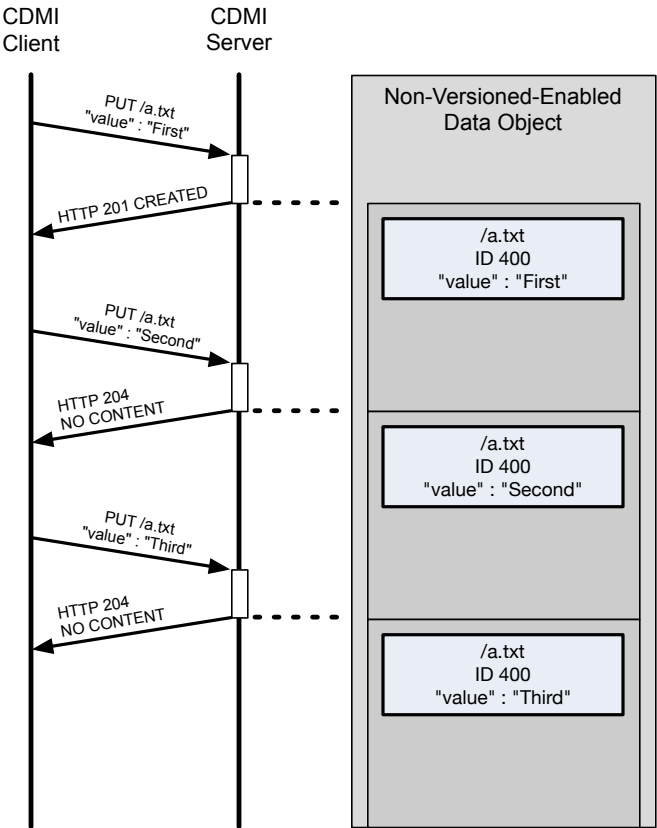 CDMI
Client
CDMI
Server
Non-Versioned-Enabled
Data Object
PUT /a.txt
"value" : "First"
HTTP 201 CREATED
/a.txt
ID 400
"value" : "First"
PUT /a.txt
"value" : "Second"
HTTP 204
NO CONTENT
/a.txt
ID 400
"value" : "Second"
PUT /a.txt
"value" : "Third"
HTTP 204
NO CONTENT
/a.txt
ID 400
"value" : "Third"